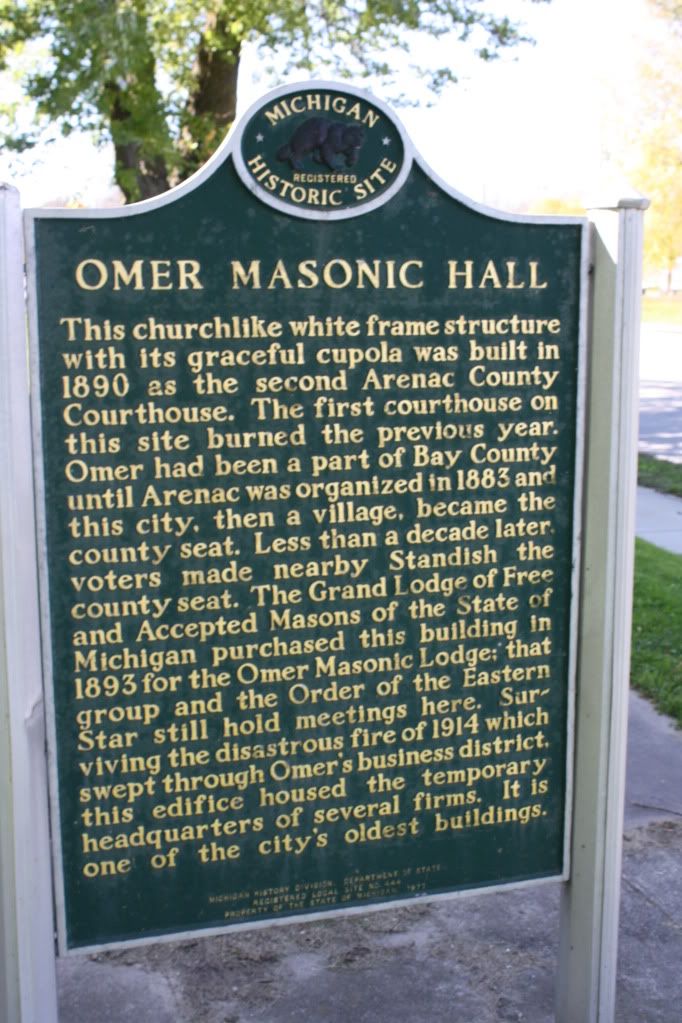 MICHIGAN
REGISTERED
HISTORIC SITE
OMER MASONIC HALL
This churchlike white frame structure
with its graceful cupola was built in
1890 as the second Arenac County
Courthouse. The first courthouse on
this site burned the previous year.
Omer had been a part of Bay County
until Arenac was organized in 1883 and
this city, then a village, became the
county seat. Less than a decade later,
voters made nearby Standish the
county seat. The Grand Lodge of Free
and Accepted Masons of the State of
Michigan purchased this building in
1893 for the Omer Masonic Lodge; that
group and the Order of the Eastern
Star still hold meetings here. Sur-
viving the disastrous fire of 1914 which
swept through Omer's business district,
this edifice housed the temporary
headquarters of several firms. It is
one of the city's oldest buildings.
MICHIGAN HISTORY DIVISION, DEPARTMENT OF STATE
REGISTERED LOCAL SITE NO. 444
PROPERTY OF THE STATE OF MICHIGAN, 1977